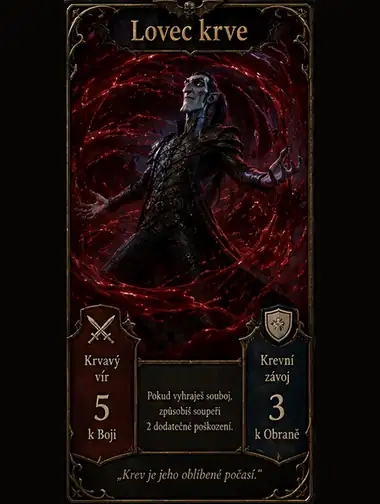 Lovec krve
Krvavý
vír
5
k Boji
Pokud vyhraješ souboj,
způsobíš soupeři
2 dodatečné poškození.
Krevní
závoj
3
k Obraně
„Krev je jeho oblíbené počasí.“